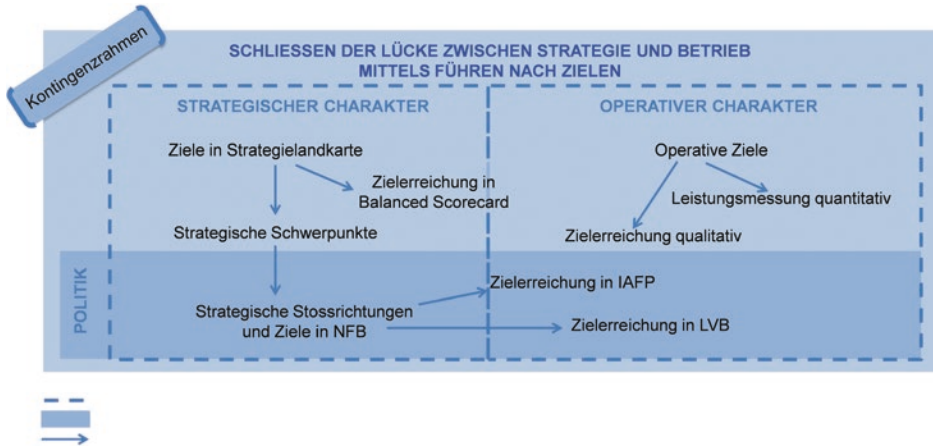 Kontingenzrahmen
SCHLIESSEN DER LÜCKE ZWISCHEN STRATEGIE UND BETRIEB
MITTELS FÜHREN NACH ZIELEN
STRATEGISCHER CHARAKTER
Ziele in Strategielandkarte
Zielerreichung in
Balanced Scorecard
Strategische Schwerpunkte
OPERATIVER CHARAKTER
Operative Ziele
Leistungsmessung quantitativ
Zielerreichung qualitativ
POLITIK
Strategische Stossrichtungen
und Ziele in NFB
Zielerreichung in IAFP
Zielerreichung in LVB